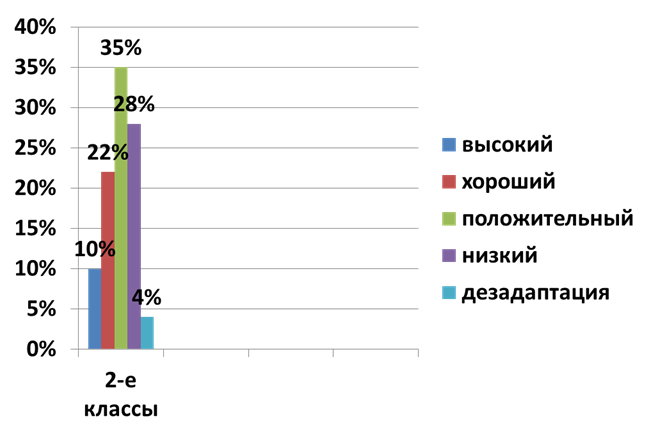 40%
35%
30%
25%
20%
15%
10%
5%
0%
10%
22%
35%
28%
4%
2-е
классы
высокий
хороший
положительный
низкий
дезадаптация